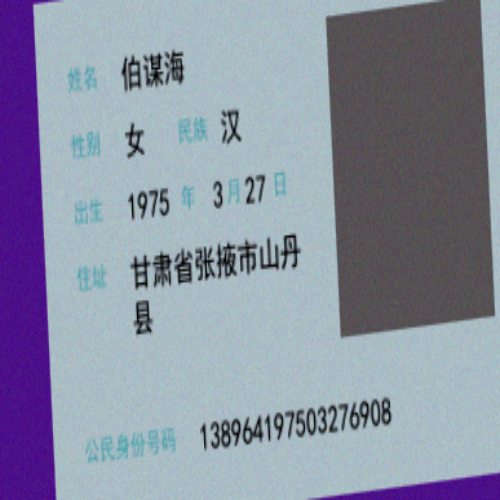 姓名 伯谋海
性别 女 民族 汉
出生 1975 年 3 月 27 日
住址 甘肃省张掖市山丹
县
公民身份号码 138964197503276908